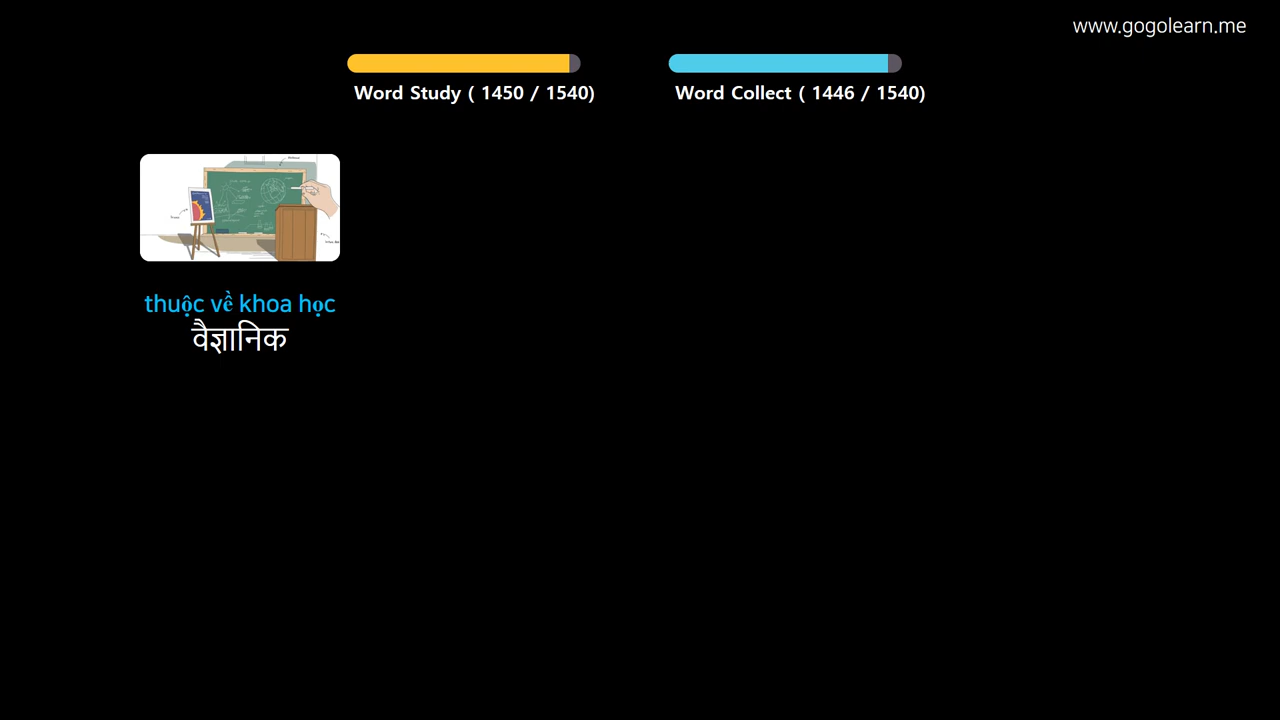 www.gogolearn.me
Word Study ( 1450 / 1540)
Word Collect ( 1446 / 1540)
thuộc về khoa học
वैज्ञानिक